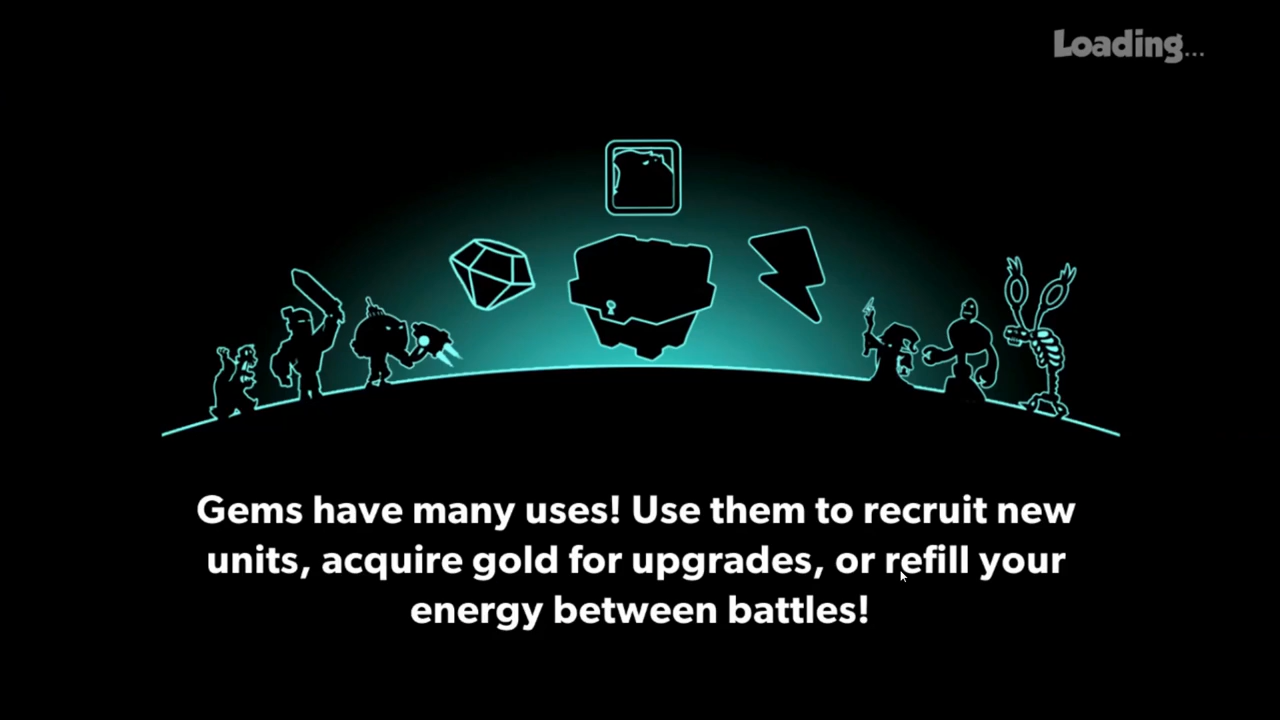 Loading...
Gems have many uses! Use them to recruit new
units, acquire gold for upgrades, or refill your
energy between battles!